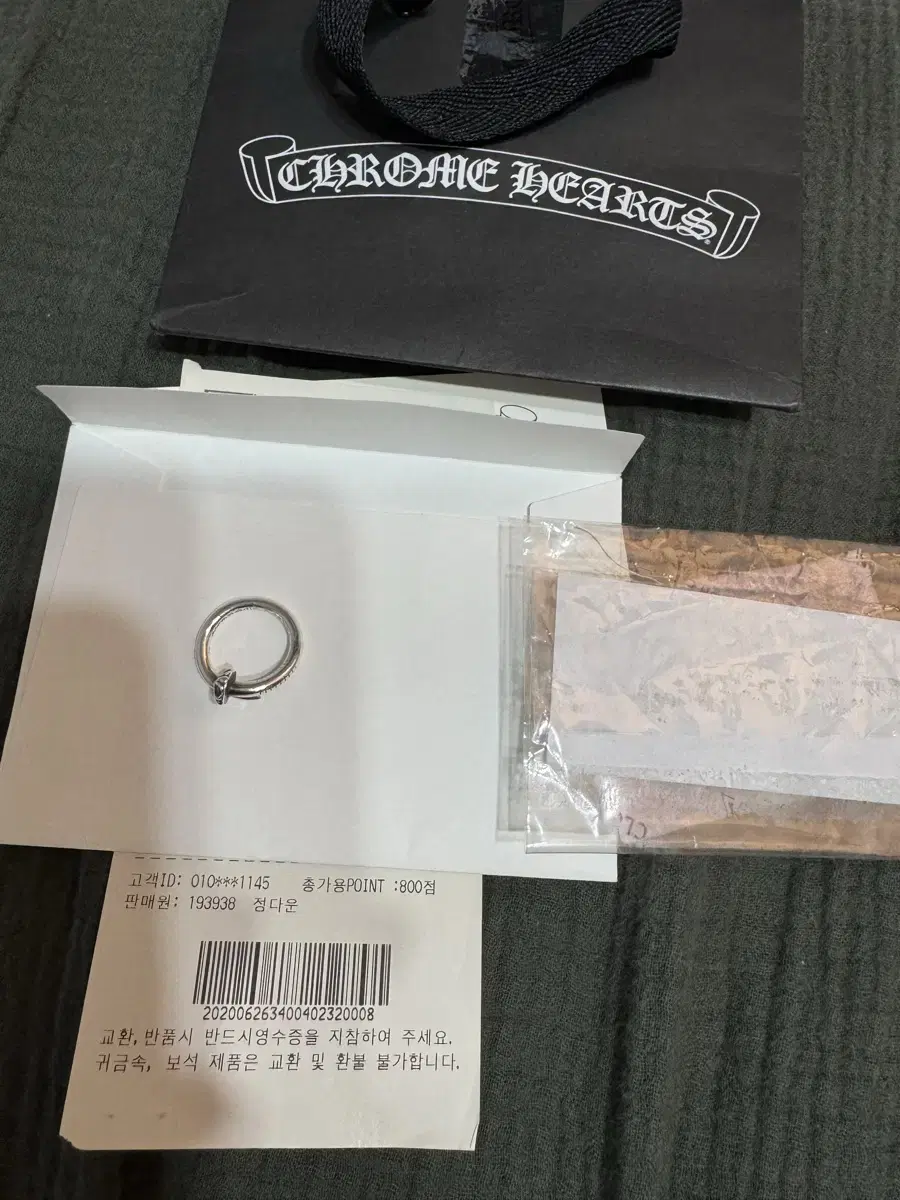 CHROME HEARTS
고객ID: 010***1145 총가용POINT :800점
판매원: 193938 정다운
202006263400402320008
교환,반품시 반드시영수증을 지참하여 주세요.
귀금속, 보석 제품은 교환 및 환불 불가합니다.